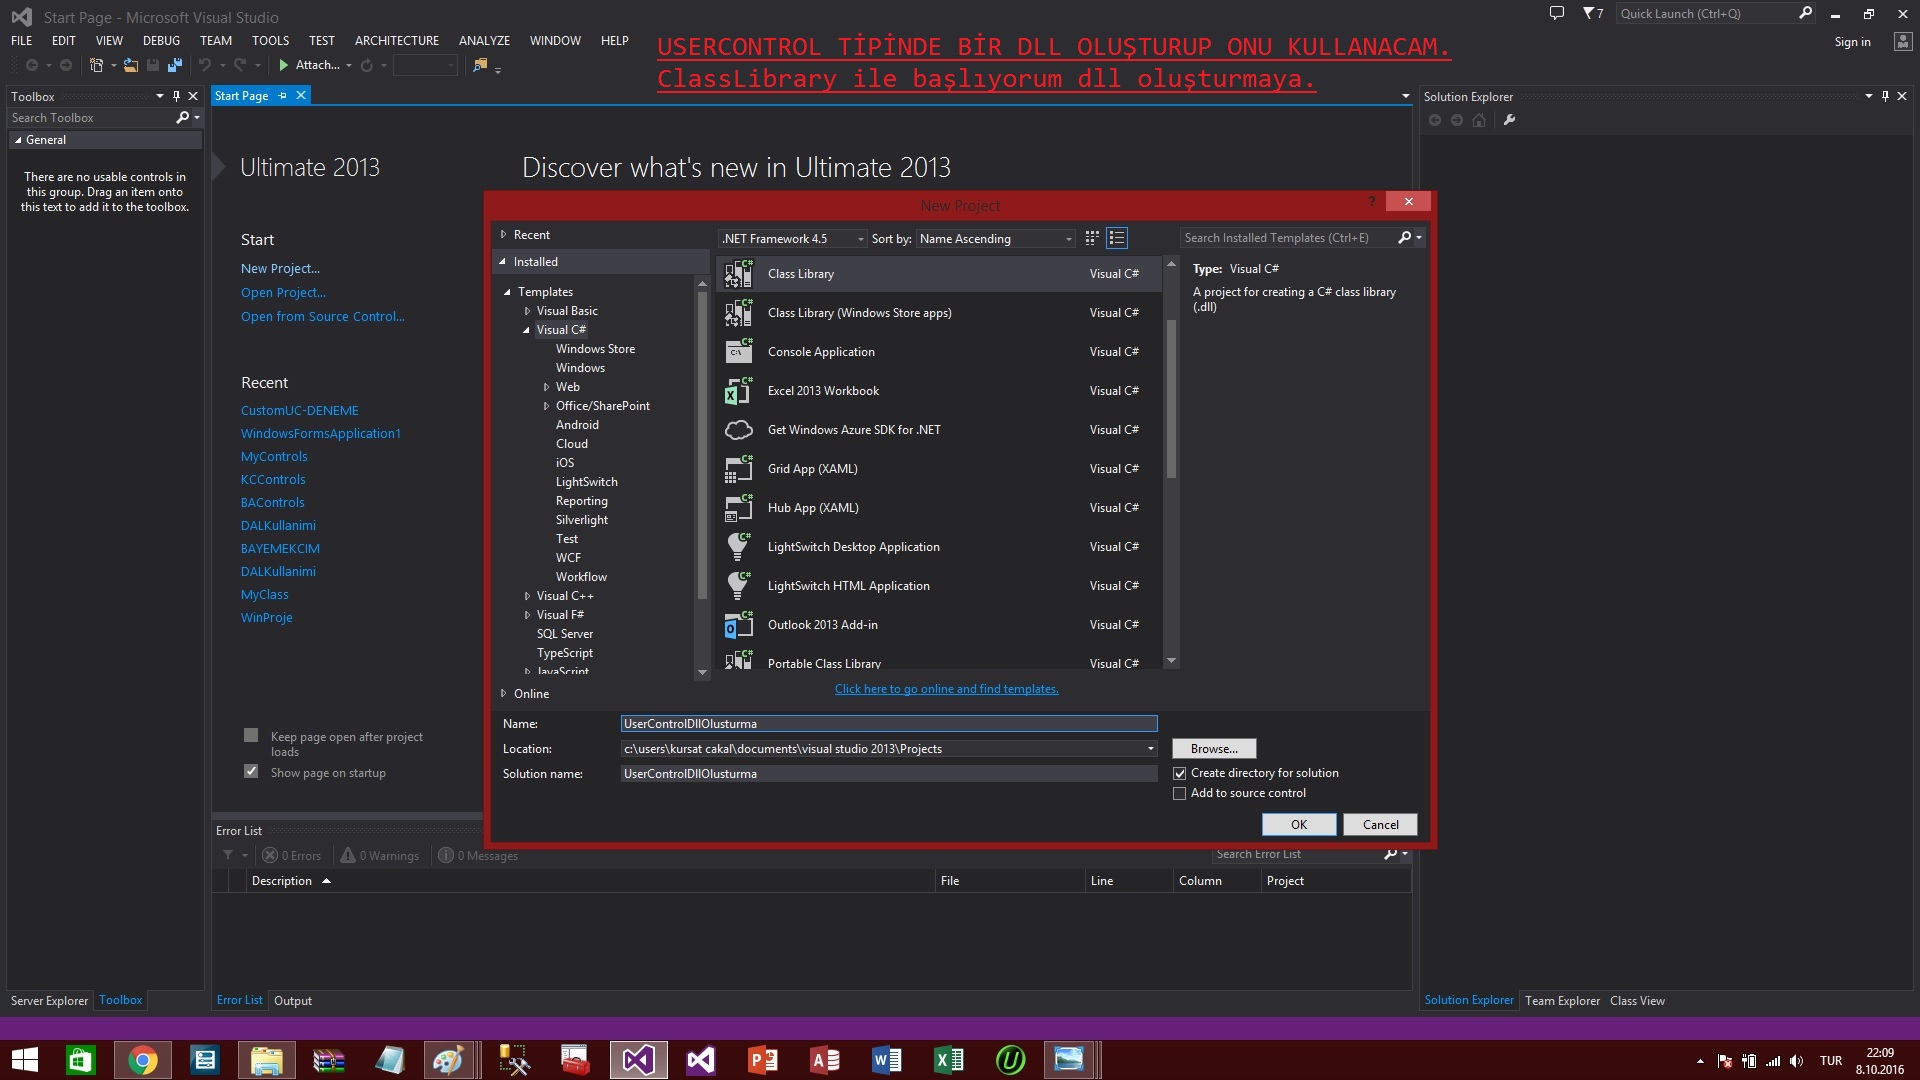 Start Page - Microsoft Visual Studio
7
Quick Launch (Ctrl+Q)
FILE EDIT VIEW DEBUG TEAM TOOLS TEST ARCHITECTURE ANALYZE WINDOW HELP
Sign in
USERCONTROL TİPİNDE BİR DLL OLUŞTURUP ONU KULLANACAM.
ClassLibrary ile başlıyorum dll oluşturmaya.
Attach...
Toolbox
Search Toolbox
General
There are no usable controls in
this group. Drag an item onto
this text to add it to the toolbox.
Start Page
Ultimate 2013
Discover what's new in Ultimate 2013
Start
New Project...
Open Project...
Open from Source Control...
Recent
CustomUC-DENEME
WindowsFormsApplication1
MyControls
KCControls
BAControls
DALKullanimi
BAYEMEKCIM
DALKullanimi
MyClass
WinProje
Keep page open after project
loads
Show page on startup
New Project
?
Recent
Installed
Templates
Visual Basic
Visual C#
Windows Store
Windows
Web
Office/SharePoint
Android
Cloud
iOS
LightSwitch
Reporting
Silverlight
Test
WCF
Workflow
Visual C++
Visual F#
SQL Server
TypeScript
JavaScript
Online
.NET Framework 4.5
Sort by: Name Ascending
Search Installed Templates (Ctrl+E)
Class Library Visual C#
Class Library (Windows Store apps) Visual C#
Console Application Visual C#
Excel 2013 Workbook Visual C#
Get Windows Azure SDK for .NET Visual C#
Grid App (XAML) Visual C#
Hub App (XAML) Visual C#
LightSwitch Desktop Application Visual C#
LightSwitch HTML Application Visual C#
Outlook 2013 Add-in Visual C#
Portable Class Library Visual C#
Click here to go online and find templates.
Type: Visual C#
A project for creating a C# class library
(.dll)
Name: UserControlDllOlusturma
Location: c:\users\kursat cakal\documents\visual studio 2013\Projects
Browse...
Solution name: UserControlDllOlusturma
Create directory for solution
Add to source control
OK Cancel
Error List
0 Errors 0 Warnings 0 Messages
Search Error List
Description File Line Column Project
Server Explorer Toolbox
Error List Output
Solution Explorer
Solution Explorer Team Explorer Class View
TUR
22:09
8.10.2016